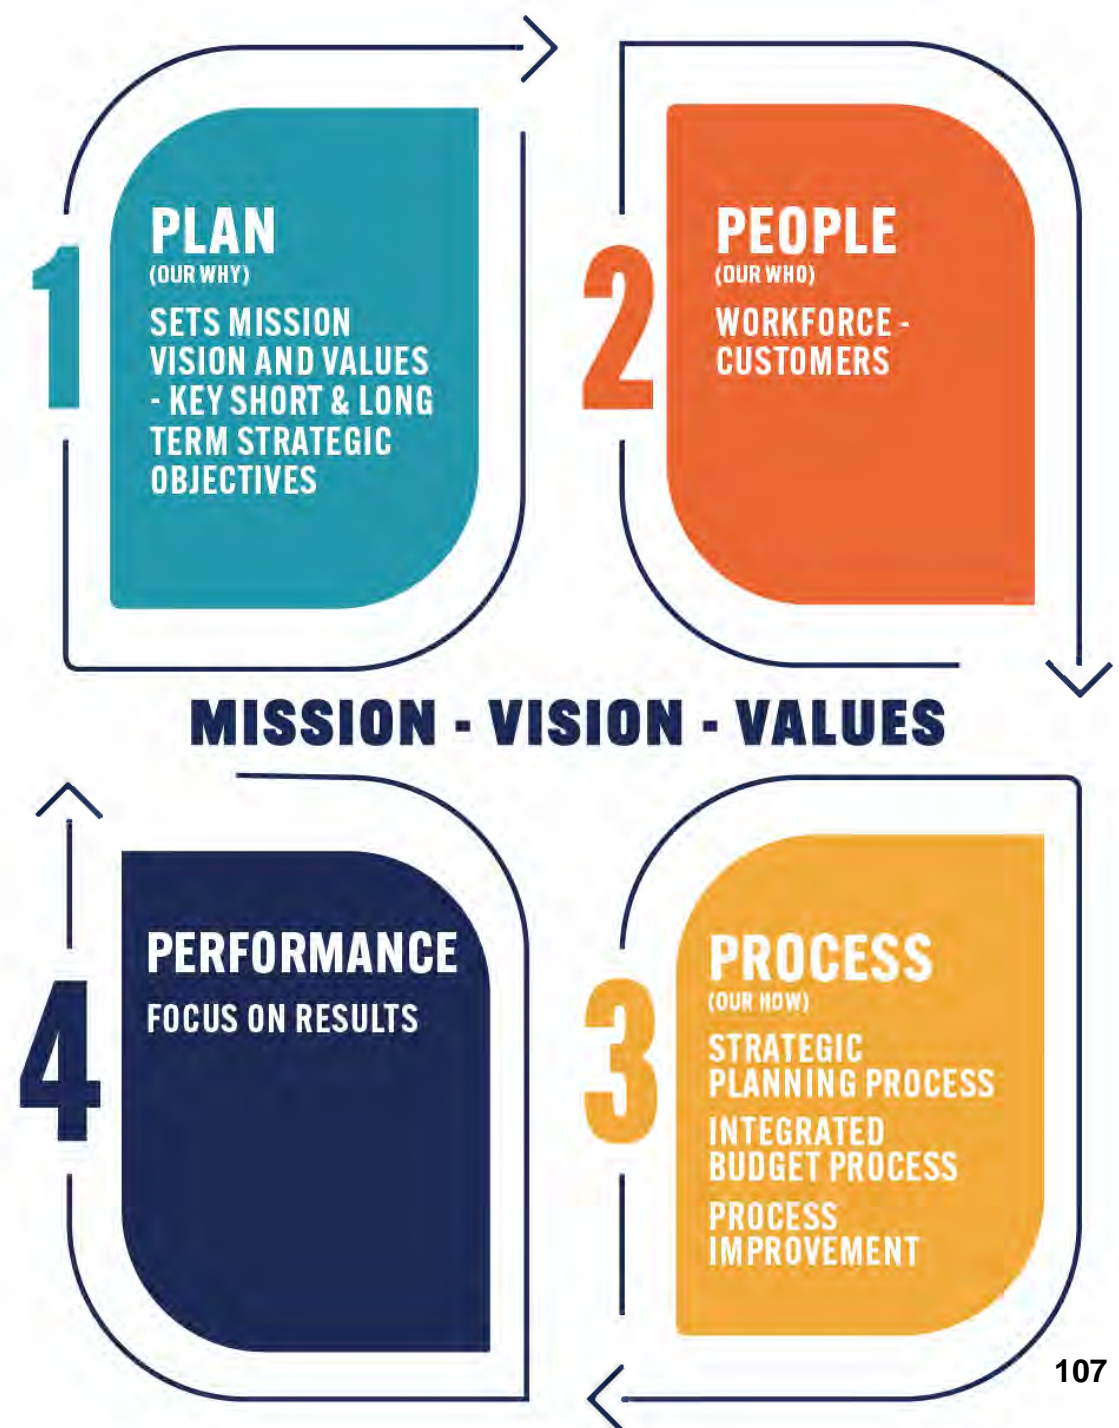 1
PLAN
(OUR WHY)
SETS MISSION
VISION AND VALUES
- KEY SHORT & LONG
TERM STRATEGIC
OBJECTIVES
2
PEOPLE
(OUR WHO)
WORKFORCE -
CUSTOMERS
MISSION - VISION - VALUES
4
PERFORMANCE
FOCUS ON RESULTS
3
PROCESS
(OUR HOW)
STRATEGIC
PLANNING PROCESS
INTEGRATED
BUDGET PROCESS
PROCESS
IMPROVEMENT
107